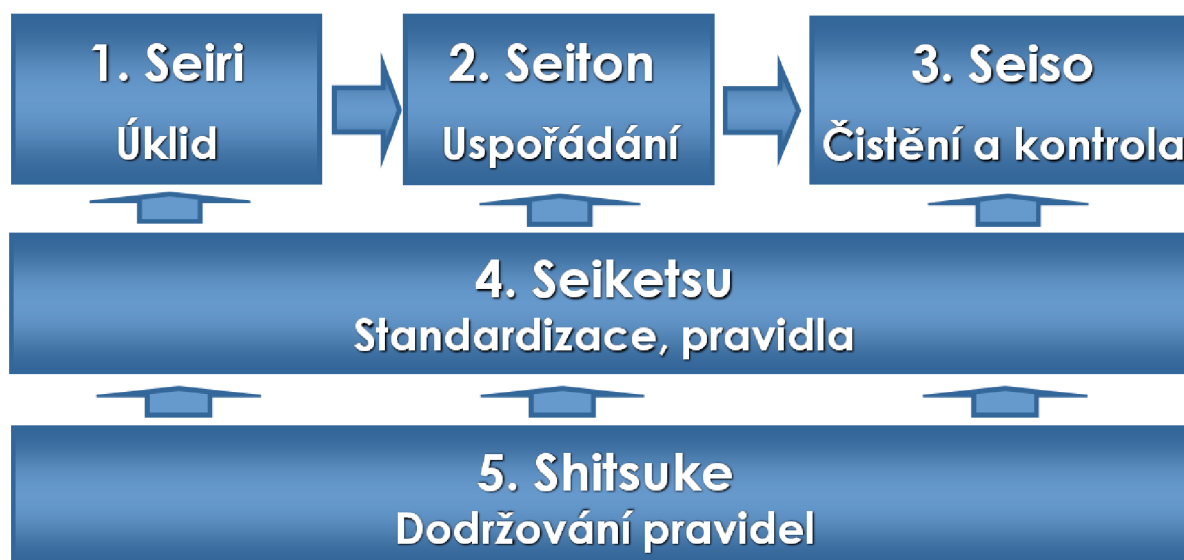 1. Seiri
Úklid
2. Seiton
Uspořádání
3. Seiso
Čistění a kontrola
4. Seiketsu
Standardizace, pravidla
5. Shitsuke
Dodržování pravidel